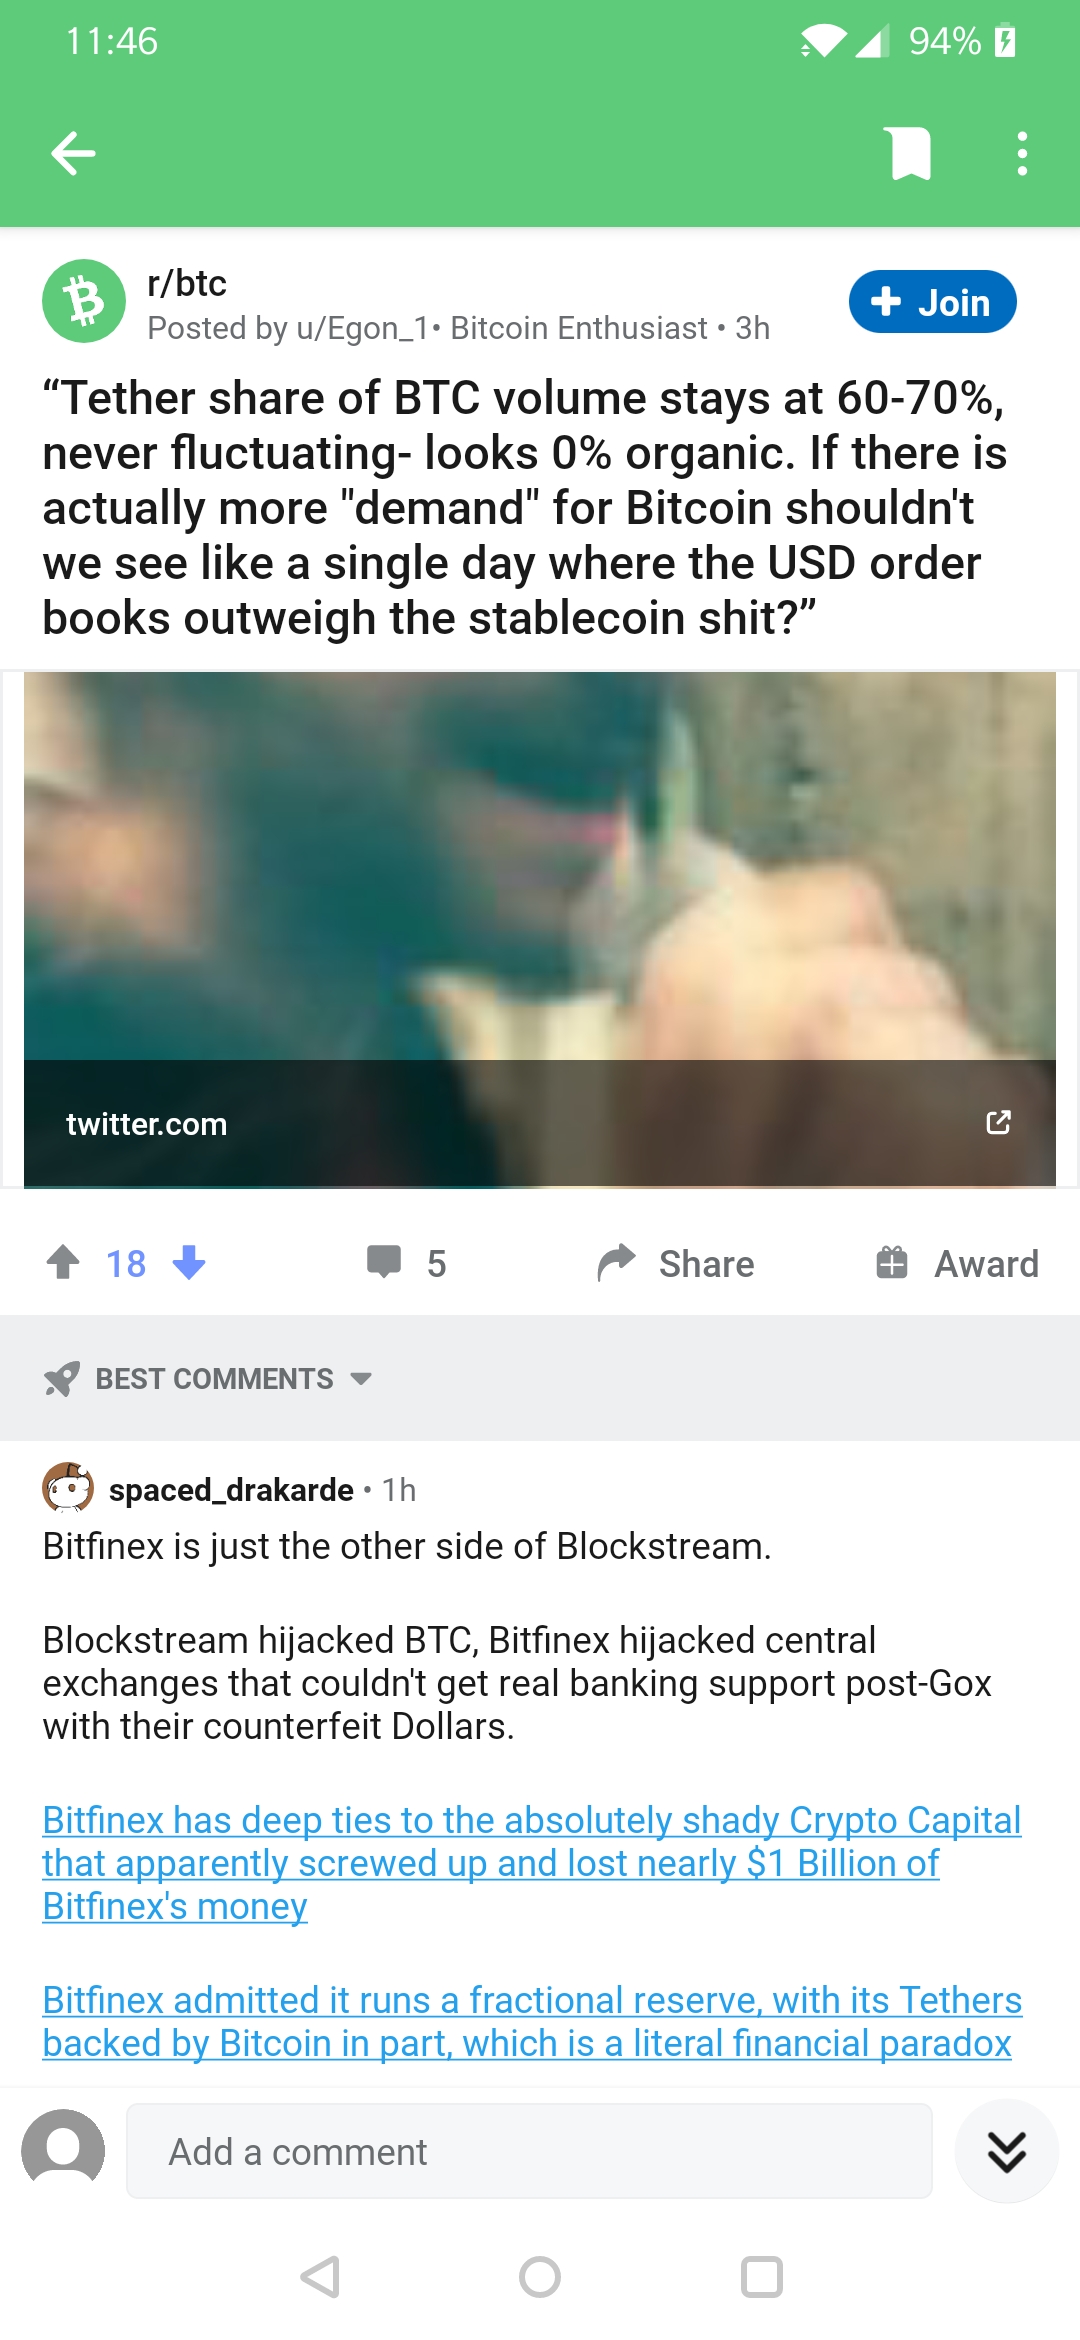 11:46
94%
r/btc
Join
Posted by u/Egon_1• Bitcoin Enthusiast • 3h
“Tether share of BTC volume stays at 60-70%,
never fluctuating- looks 0% organic. If there is
actually more "demand" for Bitcoin shouldn't
we see like a single day where the USD order
books outweigh the stablecoin shit?”
twitter.com
18
5
Share
Award
BEST COMMENTS
spaced_drakarde • 1h
Bitfinex is just the other side of Blockstream.
Blockstream hijacked BTC, Bitfinex hijacked central
exchanges that couldn't get real banking support post-Gox
with their counterfeit Dollars.
Bitfinex has deep ties to the absolutely shady Crypto Capital
that apparently screwed up and lost nearly $1 Billion of
Bitfinex's money
Bitfinex admitted it runs a fractional reserve, with its Tethers
backed by Bitcoin in part, which is a literal financial paradox
Add a comment